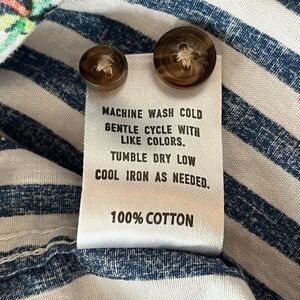 MACHINE WASH COLD
GENTLE CYCLE WITH
LIKE COLORS.
TUMBLE DRY LOW
COOL IRON AS NEEDED.
100% COTTON